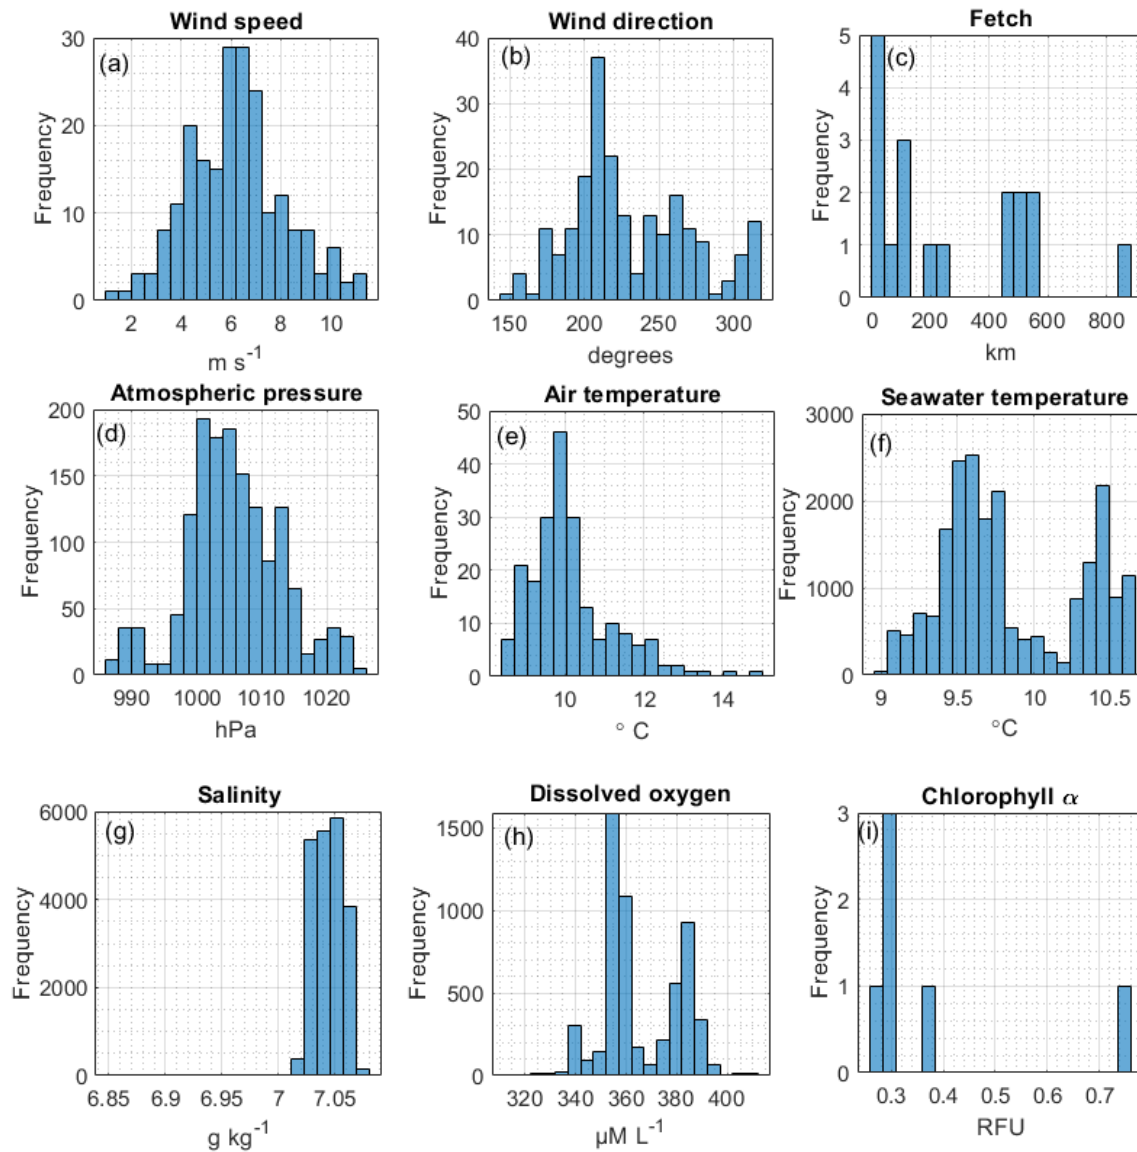 Wind speed
(a)
Frequency
0
10
20
30
2 4 6 8 10
m s⁻¹
Wind direction
(b)
Frequency
0
10
20
30
40
150 200 250 300
degrees
Fetch
(c)
Frequency
0
1
2
3
4
5
0 200 400 600 800
km
Atmospheric pressure
(d)
Frequency
0
50
100
150
200
990 1000 1010 1020
hPa
Air temperature
(e)
Frequency
0
10
20
30
40
50
10 12 14
° C
Seawater temperature
(f)
Frequency
0
1000
2000
3000
9 9.5 10 10.5
°C
Salinity
(g)
Frequency
0
2000
4000
6000
6.85 6.9 6.95 7 7.05
g kg⁻¹
Dissolved oxygen
(h)
Frequency
0
500
1000
1500
320 340 360 380 400
µM L⁻¹
Chlorophyll α
(i)
Frequency
0
1
2
3
0.3 0.4 0.5 0.6 0.7
RFU